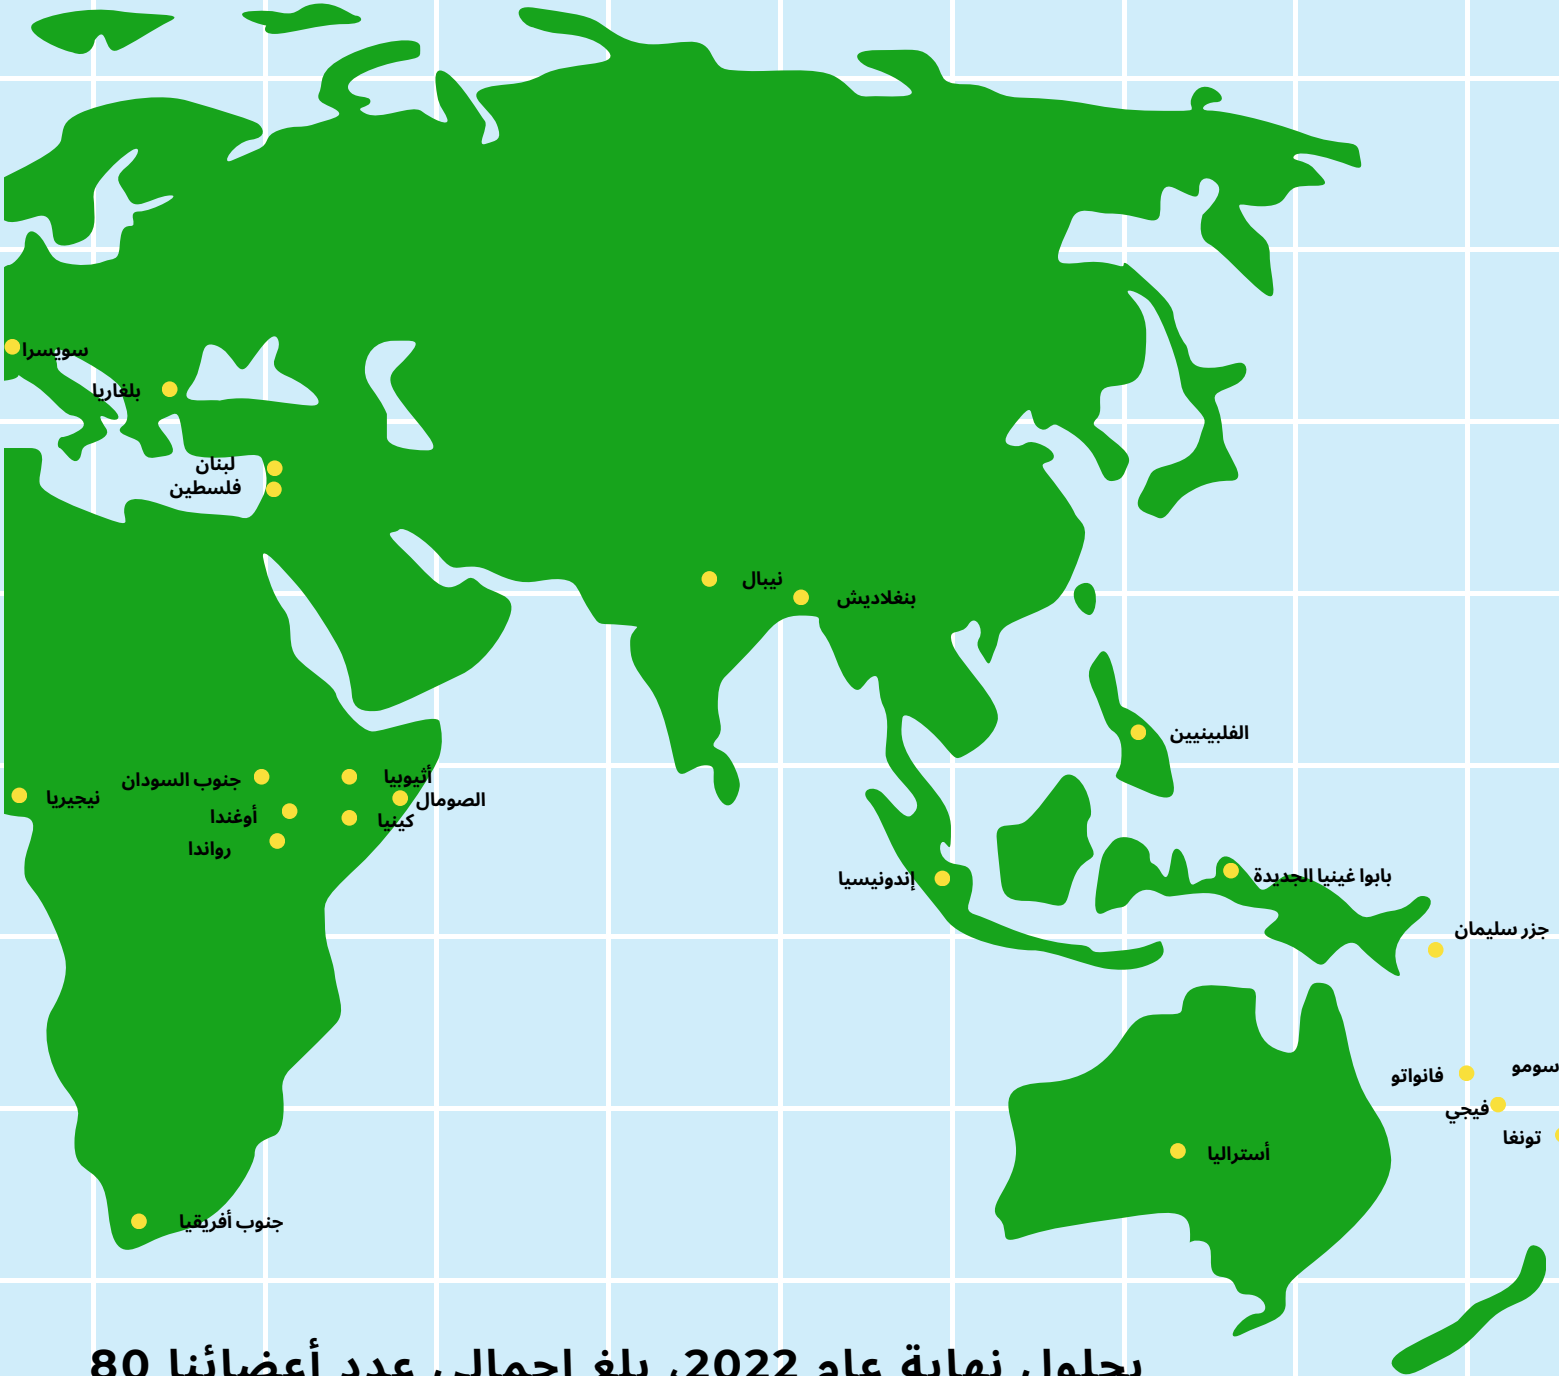 سويسرا
بلغاريا
لبنان
فلسطين
نيبال
بنغلاديش
الفلبينيين
جنوب السودان
أثيوبيا
نيجيريا
الصومال
أوغندا
كينيا
رواندا
إندونيسيا
بابوا غينيا الجديدة
جزر سليمان
فانواتو
سومو
فيجي
تونغا
أستراليا
جنوب أفريقيا
بحلول نهاية عام 2022، بلغ إجمالي عدد أعضائنا 80